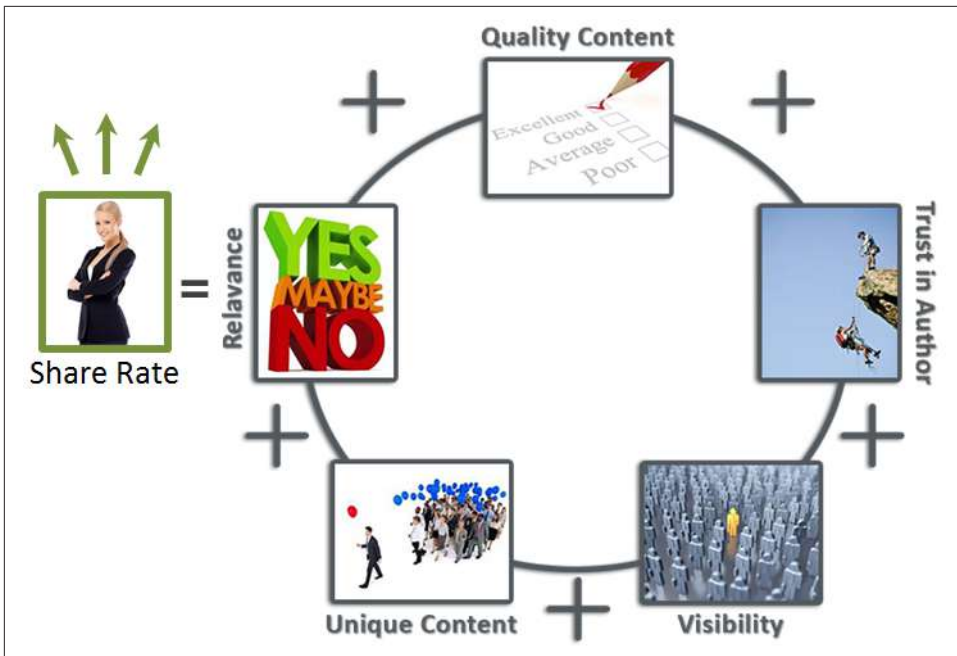 Quality Content
Excellent
Good
Average
Poor
Share Rate
=
Relavance
YES
MAYBE
NO
Trust in Author
Unique Content
Visibility